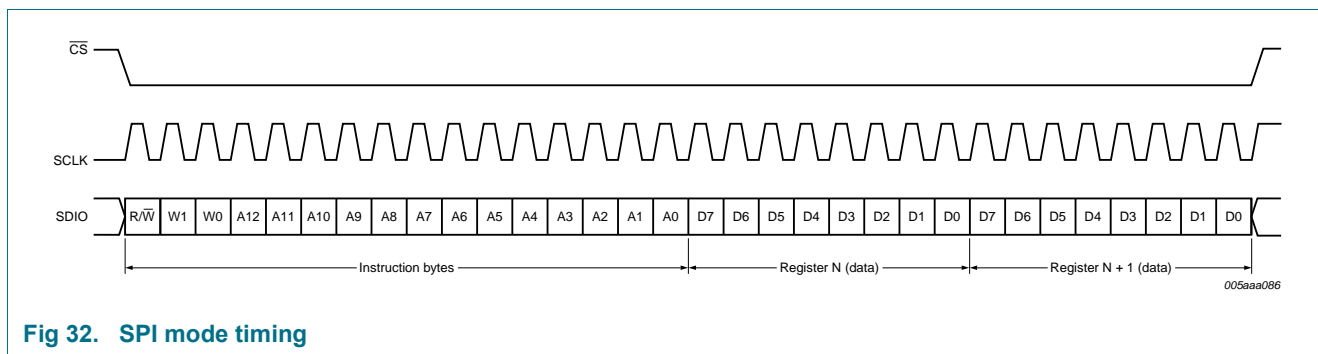 CS
SCLK
SDIO R/W W1 W0 A12 A11 A10 A9 A8 A7 A6 A5 A4 A3 A2 A1 A0 D7 D6 D5 D4 D3 D2 D1 D0 D7 D6 D5 D4 D3 D2 D1 D0
Instruction bytes Register N (data) Register N + 1 (data)
005aaa086
Fig 32. SPI mode timing